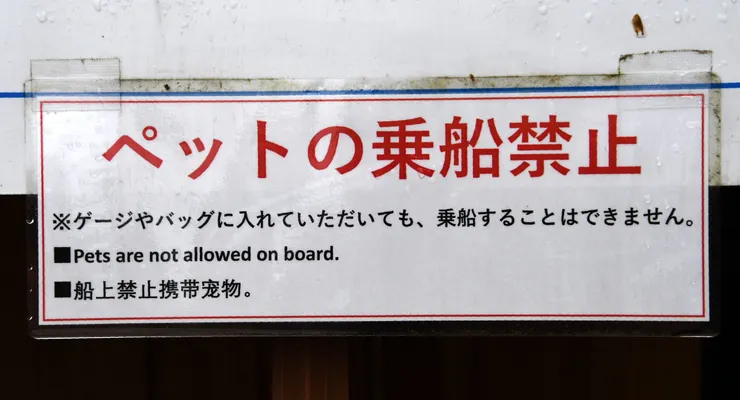 ペットの乗船禁止
※ゲージやバッグに入れていただいても、乗船することはできません。
■Pets are not allowed on board.
■船上禁止携帯宠物。